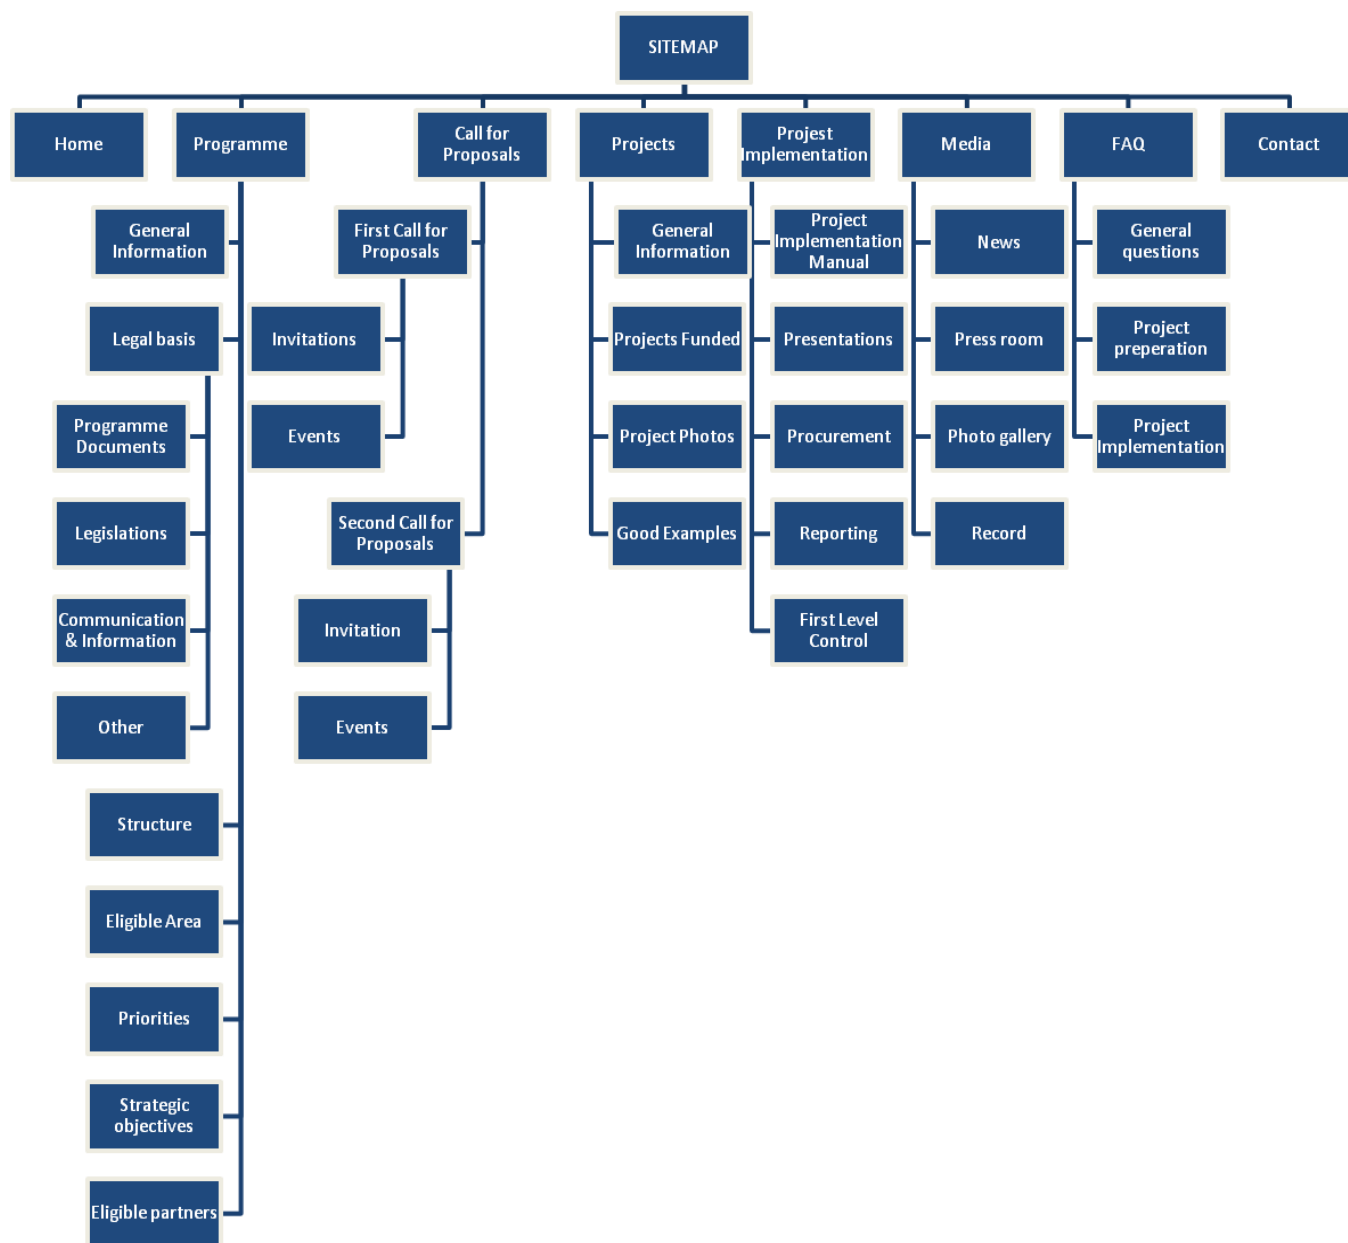 SITEMAP
Home
Programme
Call for
Proposals
Projects
Projest
Implementation
Media
FAQ
Contact
General
Information
Legal basis
Programme
Documents
Legislations
Communication
& Information
Other
Structure
Eligible Area
Priorities
Strategic
objectives
Eligible partners
First Call for
Proposals
Invitations
Events
Second Call for
Proposals
Invitation
Events
General
Information
Projects Funded
Project Photos
Good Examples
Project
Implementation
Manual
Presentations
Procurement
Reporting
First Level
Control
News
Press room
Photo gallery
Record
General
questions
Project
preperation
Project
Implementation